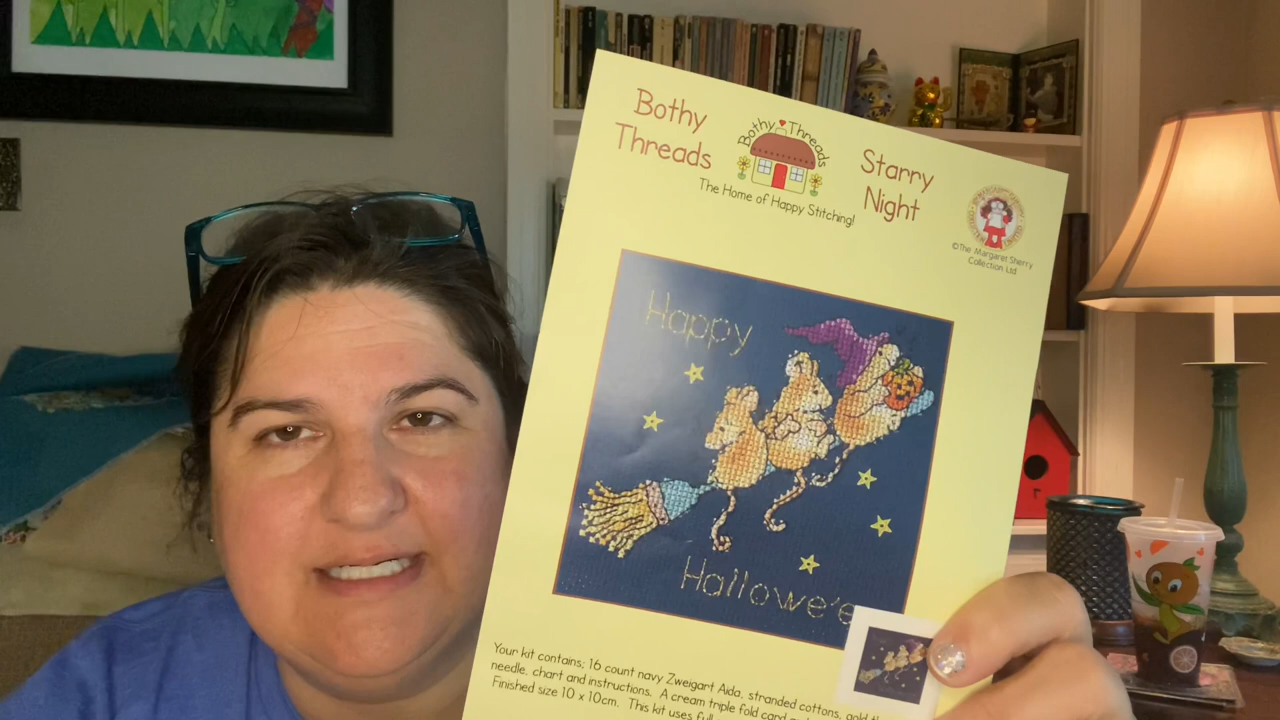 Bothy
Threads
Bothy Threads
The Home of Happy Stitching!
Starry
Night
©The Margaret Sherry
Collection Ltd
Happy
Hallowe'e
Your kit contains; 16 count navy Zweigart Aida, stranded cottons, gold
needle, chart and instructions. A cream triple fold card
Finished size 10 x 10cm. This kit uses